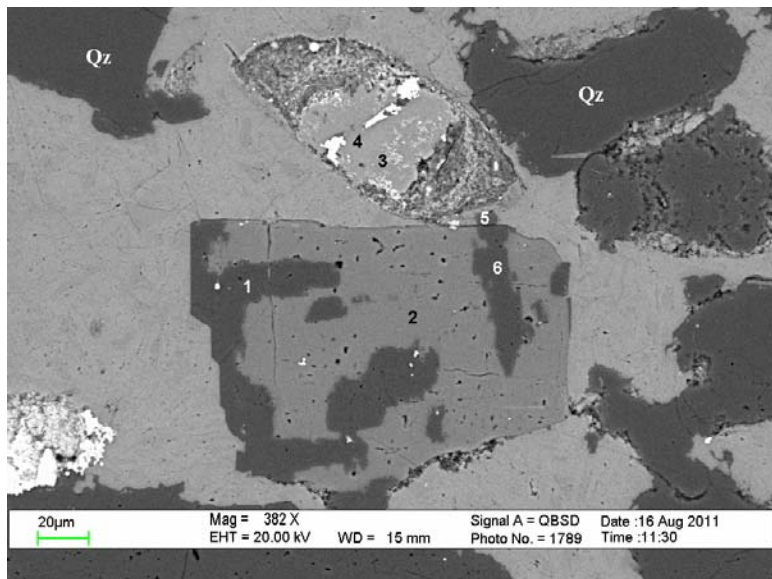 Qz
Qz
4
3
5
1
6
2
20µm
Mag = 382 X
EHT = 20.00 kV
WD = 15 mm
Signal A = QBSD
Photo No. = 1789
Date :16 Aug 2011
Time :11:30